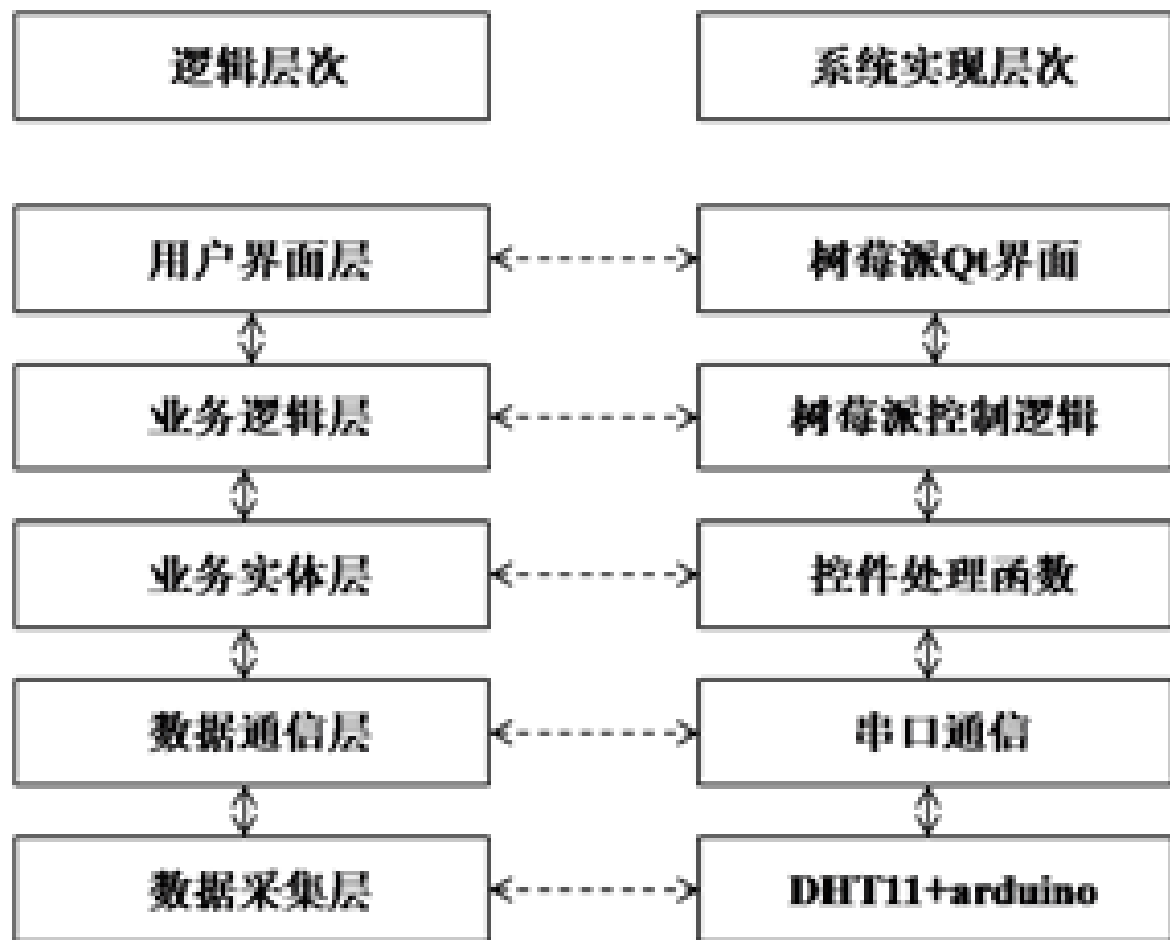 逻辑层次
系统实现层次
用户界面层
树莓派Qt界面
业务逻辑层
树莓派控制逻辑
业务实体层
控件处理函数
数据通信层
串口通信
数据采集层
DHT11+arduino